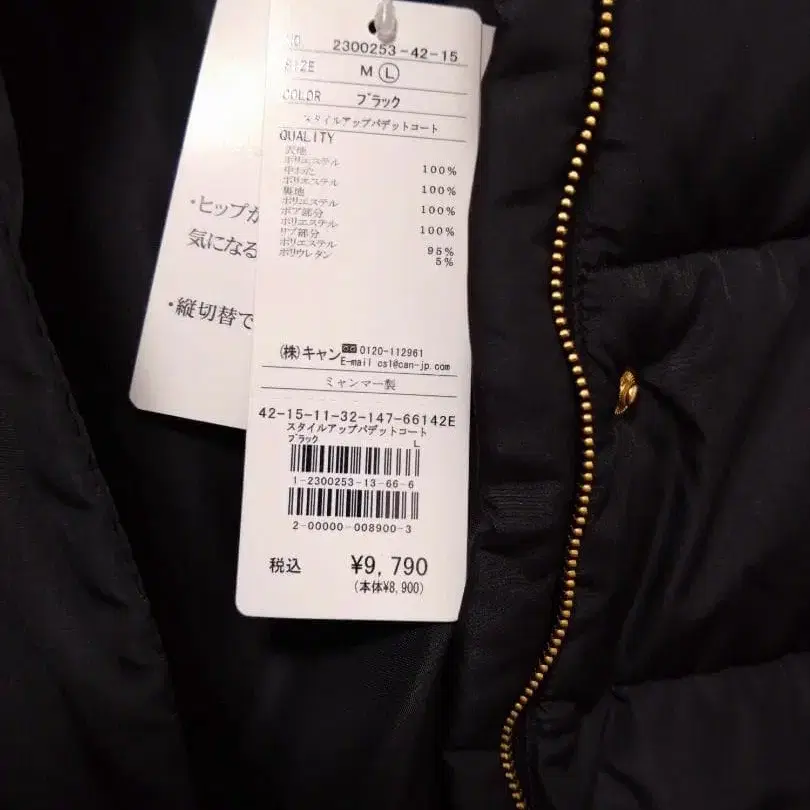 NO. 2300253-42-15
SIZE M Ⓛ
COLOR ブラック
スタイルアップパデットコート
QUALITY
表地
ポリエステル 100%
中わた
ポリエステル 100%
裏地
ポリエステル 100%
ボア部分
ポリエステル 100%
リブ部分
ポリエステル 95%
ポリウレタン 5%
(株)キャン 0120-112961
E-mail cs1@can-jp.com
ミャンマー製
42-15-11-32-147-66142E
スタイルアップパデットコート
ブラック L
1-2300253-13-66-6
2-00000-008900-3
税込 ¥9,790
(本体¥8,900)
・ヒップが
気になる
・縦切替で